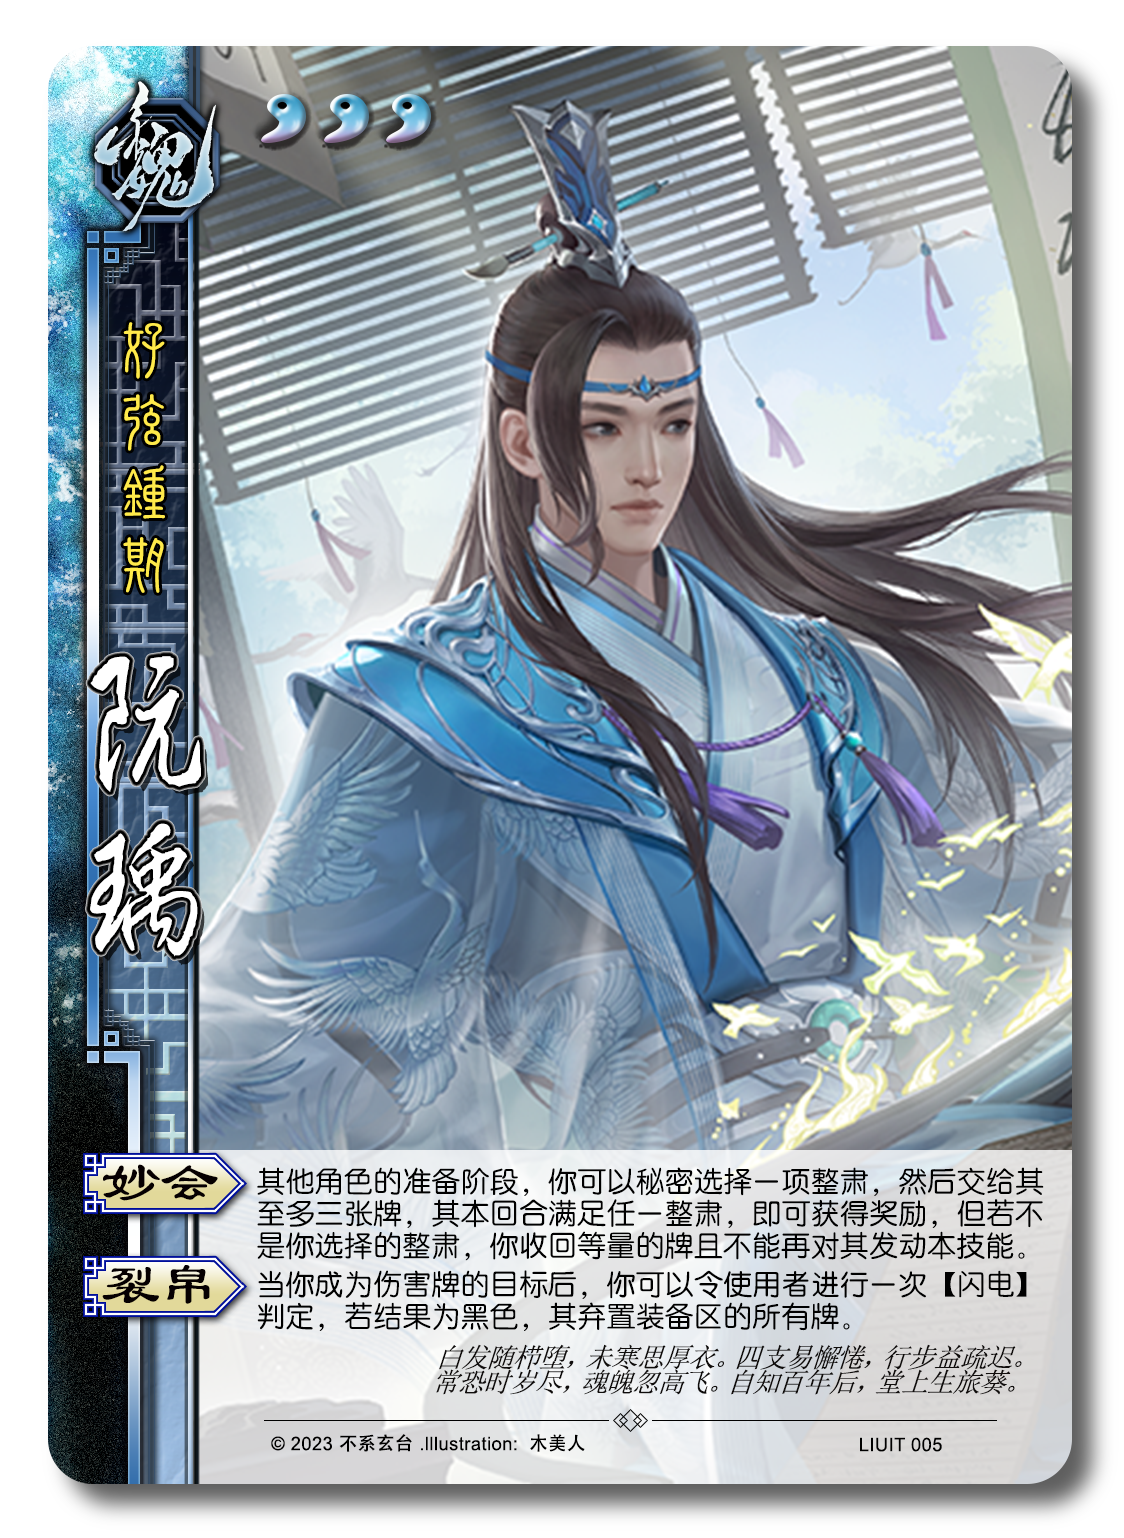 魏
好弦鍾期
阮瑀
妙会
其他角色的准备阶段，你可以秘密选择一项整肃，然后交给其
至多三张牌，其本回合满足任一整肃，即可获得奖励，但若不
是你选择的整肃，你收回等量的牌且不能再对其发动本技能。
裂帛
当你成为伤害牌的目标后，你可以令使用者进行一次【闪电】
判定，若结果为黑色，其弃置装备区的所有牌。
白发随栉堕，未寒思厚衣。四支易懈惓，行步益疏迟。
常恐时岁尽，魂魄忽高飞。自知百年后，堂上生旅葵。
© 2023 不系玄台 .Illustration: 木美人
LIUIT 005